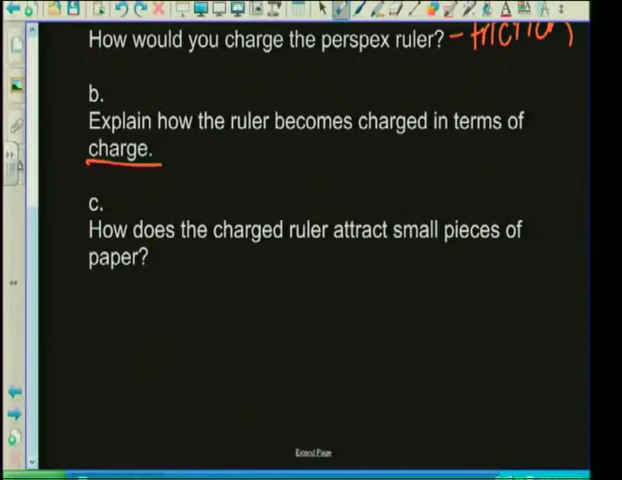 How would you charge the perspex ruler? - friction
b.
Explain how the ruler becomes charged in terms of
charge.
c.
How does the charged ruler attract small pieces of
paper?
Extend Page